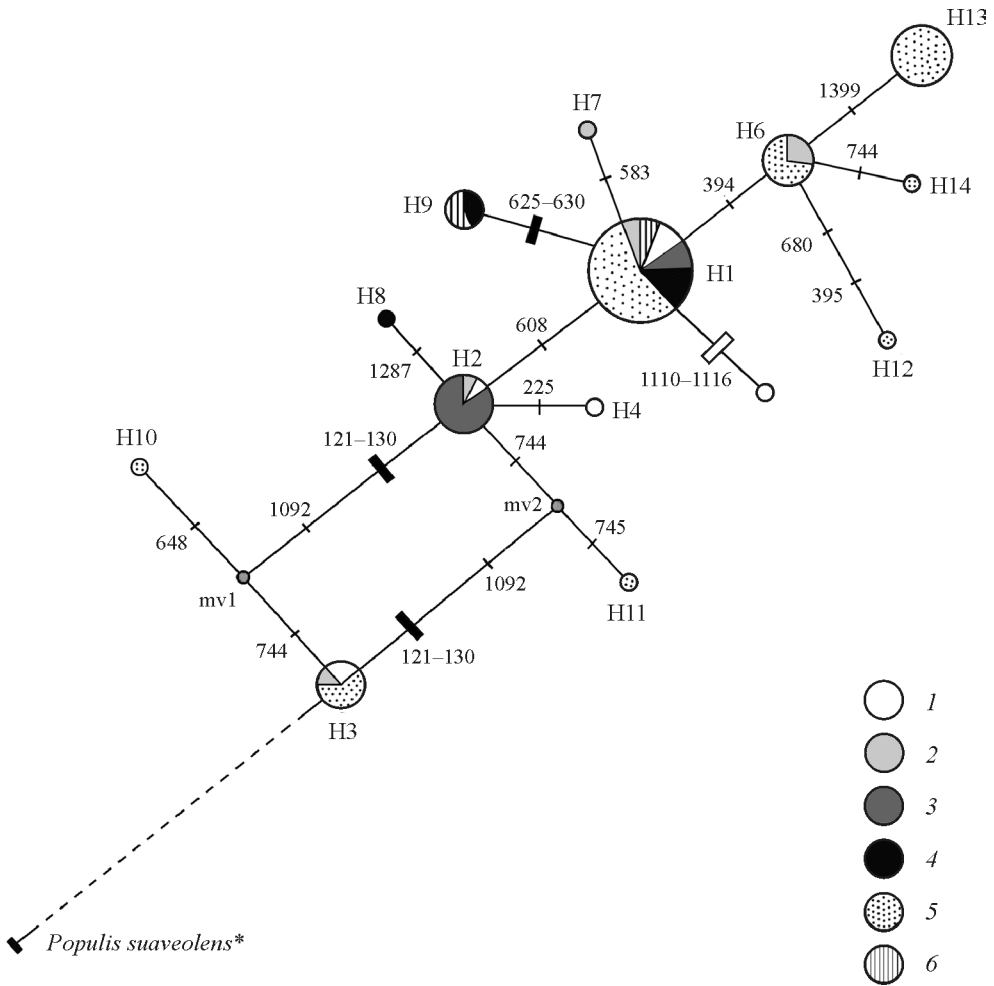 H13
1399
H7
H6
744
H14
583
394
H9
625–630
680
H1
395
H8
608
H12
H2
1287
1110–1116
225
H4
121–130
H10
744
1092
mv2
745
648
1092
mv1
H11
744
121–130
H3
1
2
3
4
5
6
Populis suaveolens*